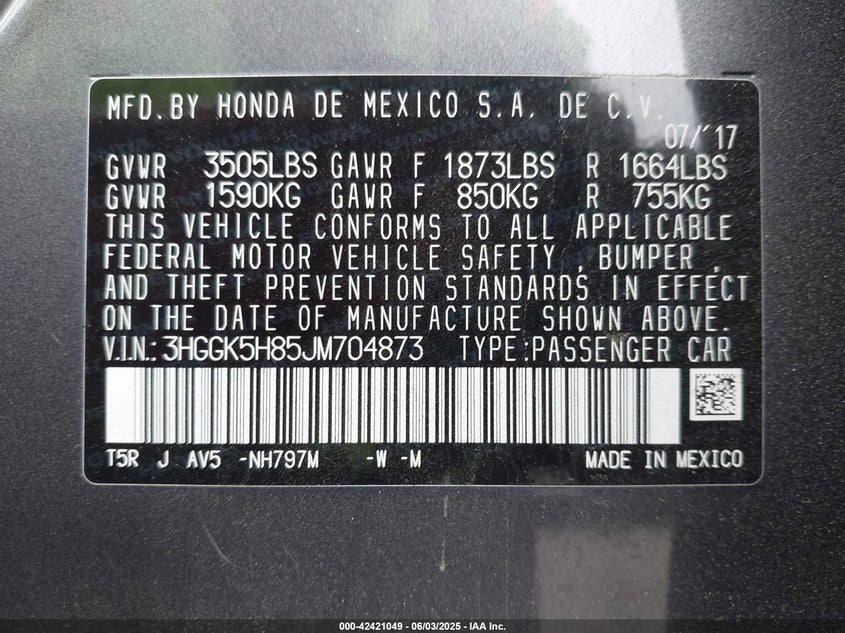 MFD.BY HONDA DE MEXICO S.A. DE C.V.
07/'17
GVWR 3505LBS GAWR F 1873LBS R 1664LBS
GVWR 1590KG GAWR F 850KG R 755KG
THIS VEHICLE CONFORMS TO ALL APPLICABLE
FEDERAL MOTOR VEHICLE SAFETY , BUMPER ,
AND THEFT PREVENTION STANDARDS IN EFFECT
ON THE DATE OF MANUFACTURE SHOWN ABOVE.
V.I.N.: 3HGGK5H85JM704873 TYPE:PASSENGER CAR
T5R J AV5 -NH797M -W -M MADE IN MEXICO
000-42421049 | 06/03/2025 - IAA Inc.